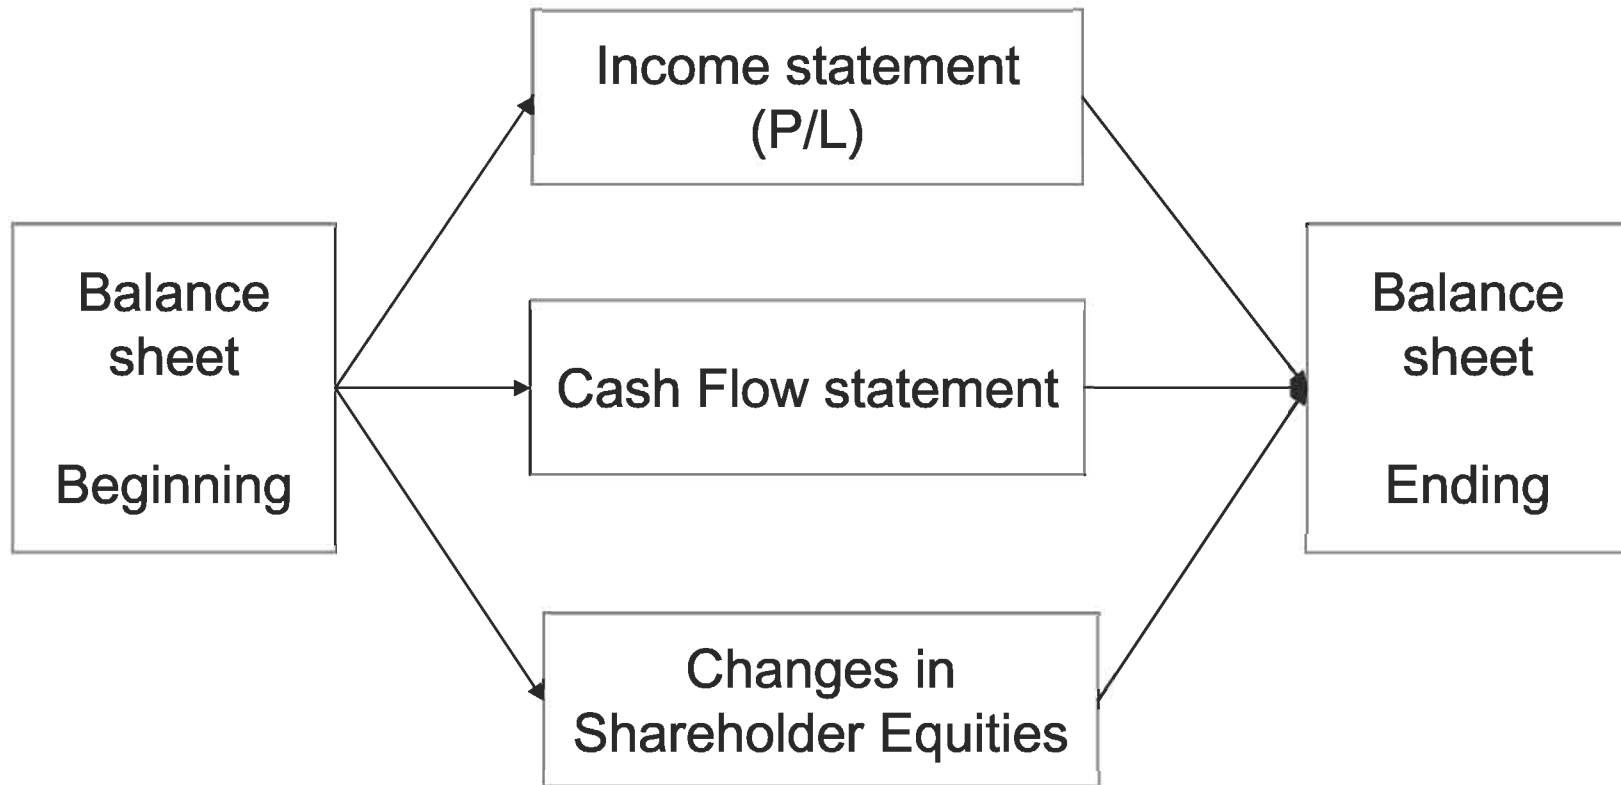 Income statement
(P/L)
Balance
sheet
Beginning
Cash Flow statement
Balance
sheet
Ending
Changes in
Shareholder Equities